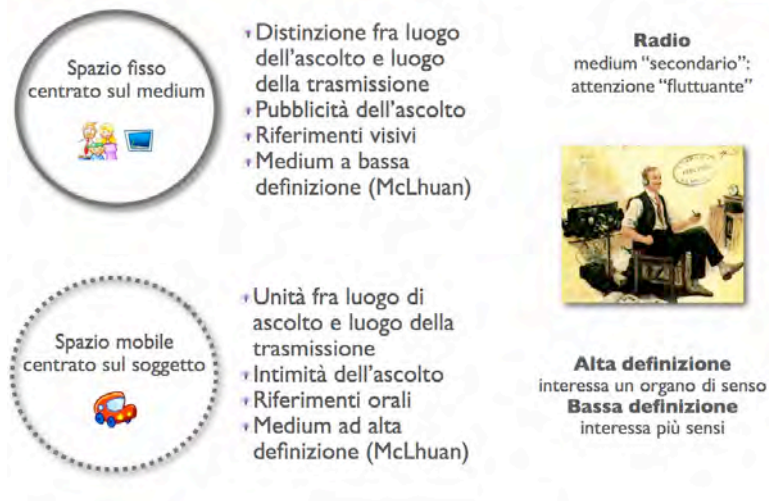 Spazio fisso
centrato sul medium
Distinzione fra luogo
dell'ascolto e luogo
della trasmissione
Pubblicità dell'ascolto
Riferimenti visivi
Medium a bassa
definizione (McLhuan)
Radio
medium “secondario”:
attenzione “fluttuante”
Spazio mobile
centrato sul soggetto
Unità fra luogo di
ascolto e luogo della
trasmissione
Intimità dell'ascolto
Riferimenti orali
Medium ad alta
definizione (McLhuan)
Alta definizione
interessa un organo di senso
Bassa definizione
interessa più sensi